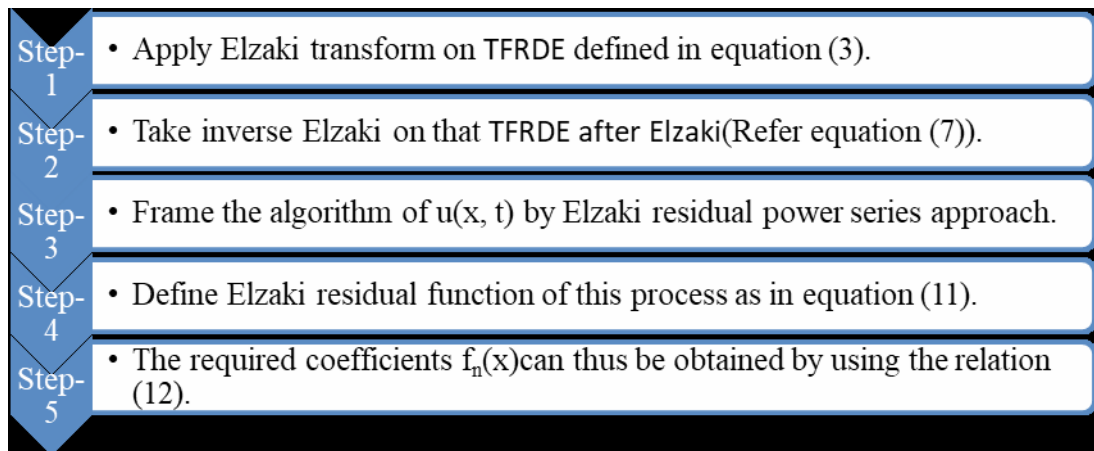 Step-
1
• Apply Elzaki transform on TFRDE defined in equation (3).
Step-
2
• Take inverse Elzaki on that TFRDE after Elzaki(Refer equation (7)).
Step-
3
• Frame the algorithm of u(x, t) by Elzaki residual power series approach.
Step-
4
• Define Elzaki residual function of this process as in equation (11).
Step-
5
• The required coefficients fₙ(x)can thus be obtained by using the relation
(12).